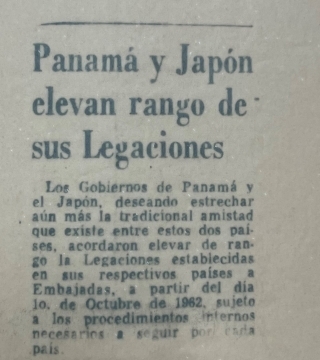 Panamá y Japón
elevan rango de
sus Legaciones
Los Gobiernos de Panamá y
el Japón, deseando estrechar
aún más la tradicional amistad
que existe entre estos dos paí-
ses, acordaron elevar de ran-
go la Legaciones establecidas
en sus respectivos países a
Embajadas, a partir del día
1o. de Octubre de 1962, sujeto
a los procedimientos internos
necesarios a seguir por cada
país.